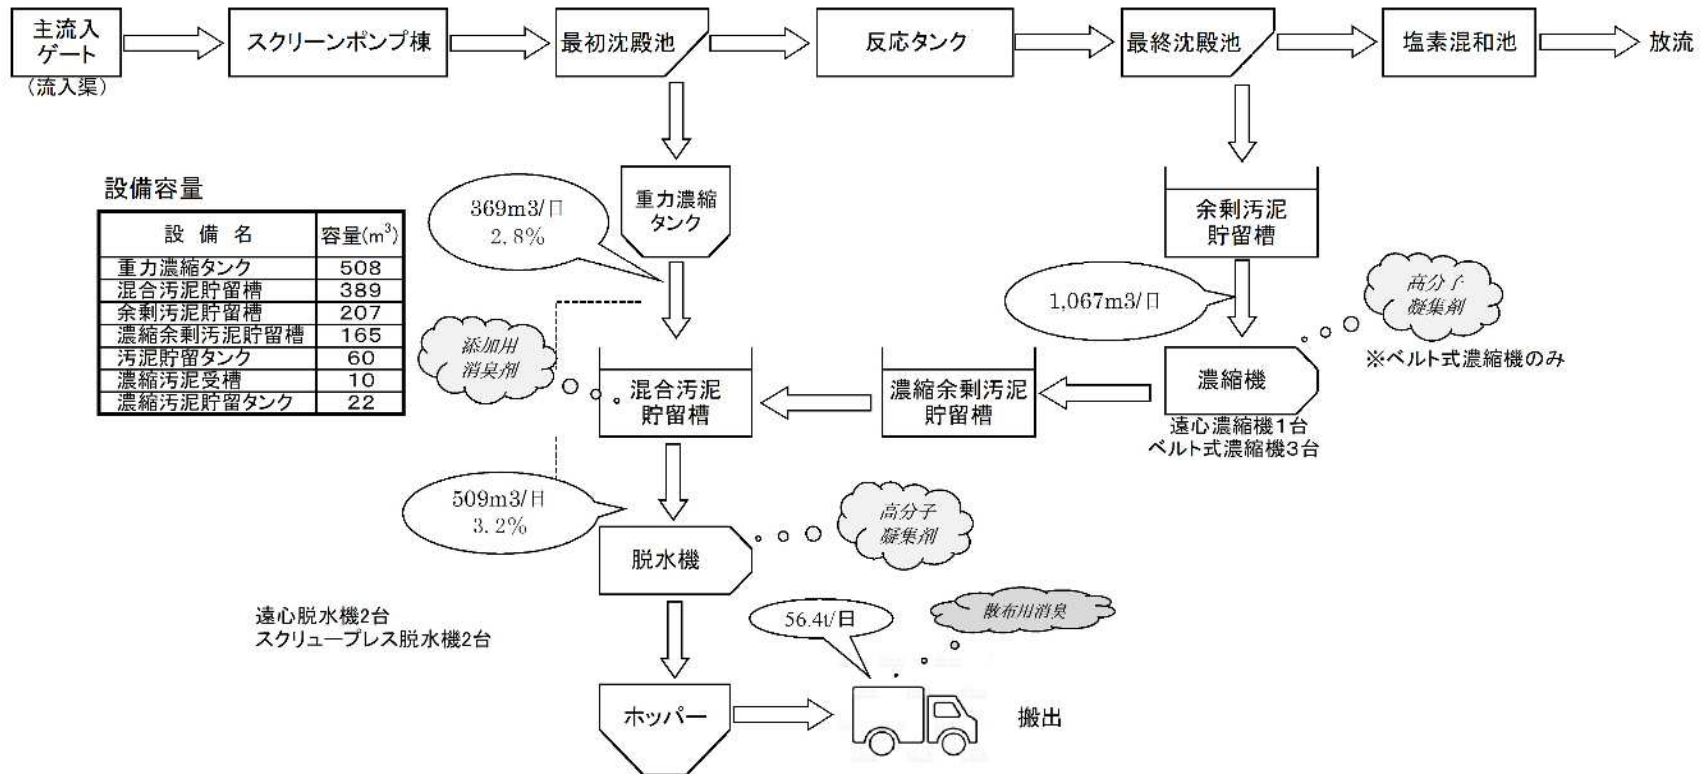 主流入
ゲート
(流入渠)
スクリーンポンプ棟
最初沈殿池
反応タンク
最終沈殿池
塩素混和池
放流
設備容量
設 備 名 容量(m³)
重力濃縮タンク 508
混合汚泥貯留槽 389
余剰汚泥貯留槽 207
濃縮余剰汚泥貯留槽 165
汚泥貯留タンク 60
濃縮汚泥受槽 10
濃縮汚泥貯留タンク 22
369m3/日
2.8%
重力濃縮
タンク
余剰汚泥
貯留槽
1,067m3/日
高分子
凝集剤
※ベルト式濃縮機のみ
添加用
消臭剤
混合汚泥
貯留槽
濃縮余剰汚泥
貯留槽
濃縮機
遠心濃縮機1台
ベルト式濃縮機3台
509m3/日
3.2%
高分子
凝集剤
脱水機
遠心脱水機2台
スクリュープレス脱水機2台
56.4t/日
散布用消臭
ホッパー
搬出